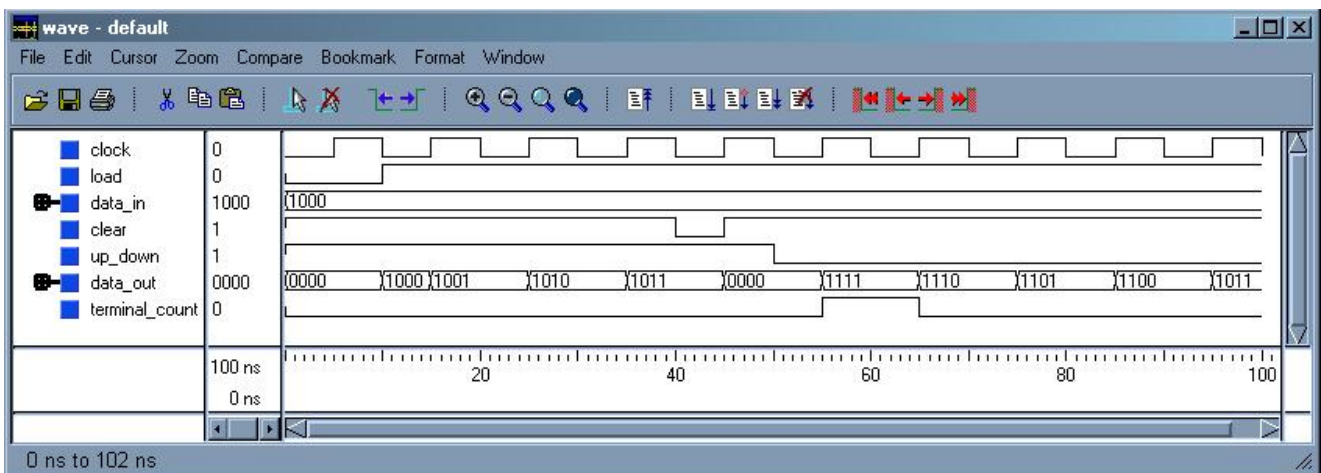 wave - default
File Edit Cursor Zoom Compare Bookmark Format Window
clock 0
load 0
data_in 1000 1000
clear 1
up_down 1
data_out 0000 0000 1000 1001 1010 1011 0000 1111 1110 1101 1100 1011
terminal_count 0
100 ns 20 40 60 80 100
0 ns
0 ns to 102 ns